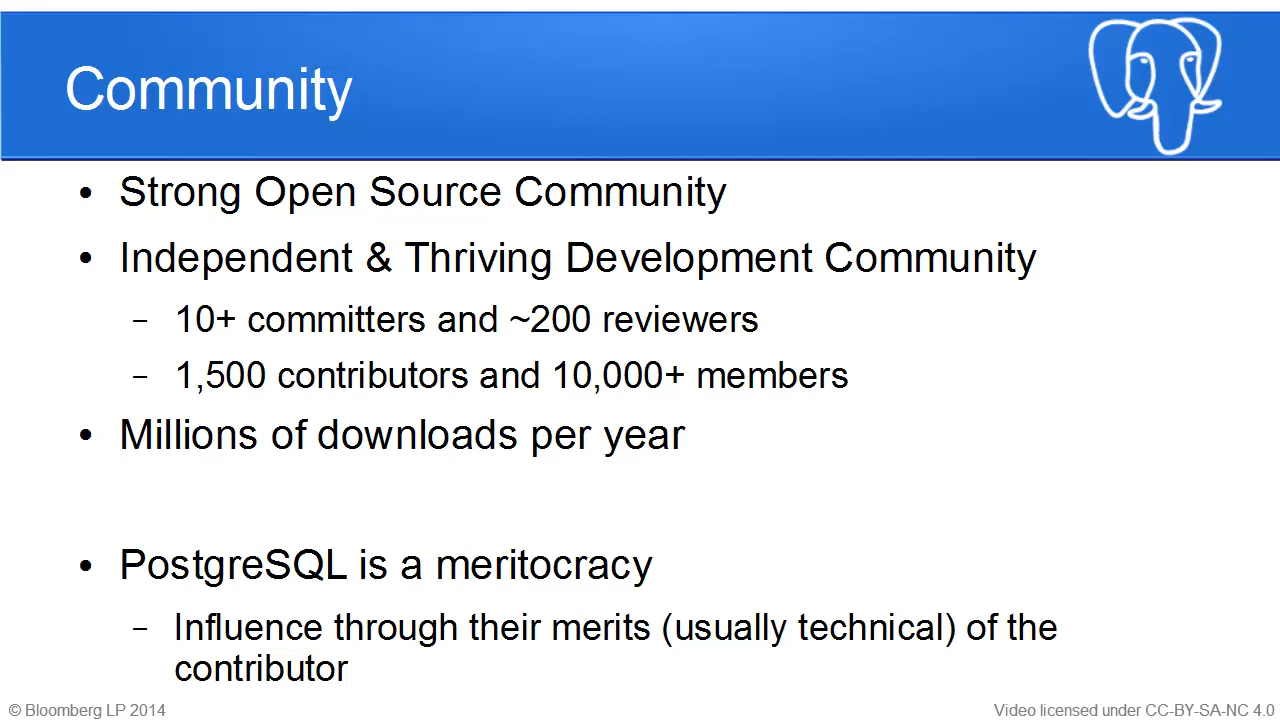 Community
• Strong Open Source Community
• Independent & Thriving Development Community
– 10+ committers and ~200 reviewers
– 1,500 contributors and 10,000+ members
• Millions of downloads per year
• PostgreSQL is a meritocracy
– Influence through their merits (usually technical) of the
contributor
© Bloomberg LP 2014
Video licensed under CC-BY-SA-NC 4.0